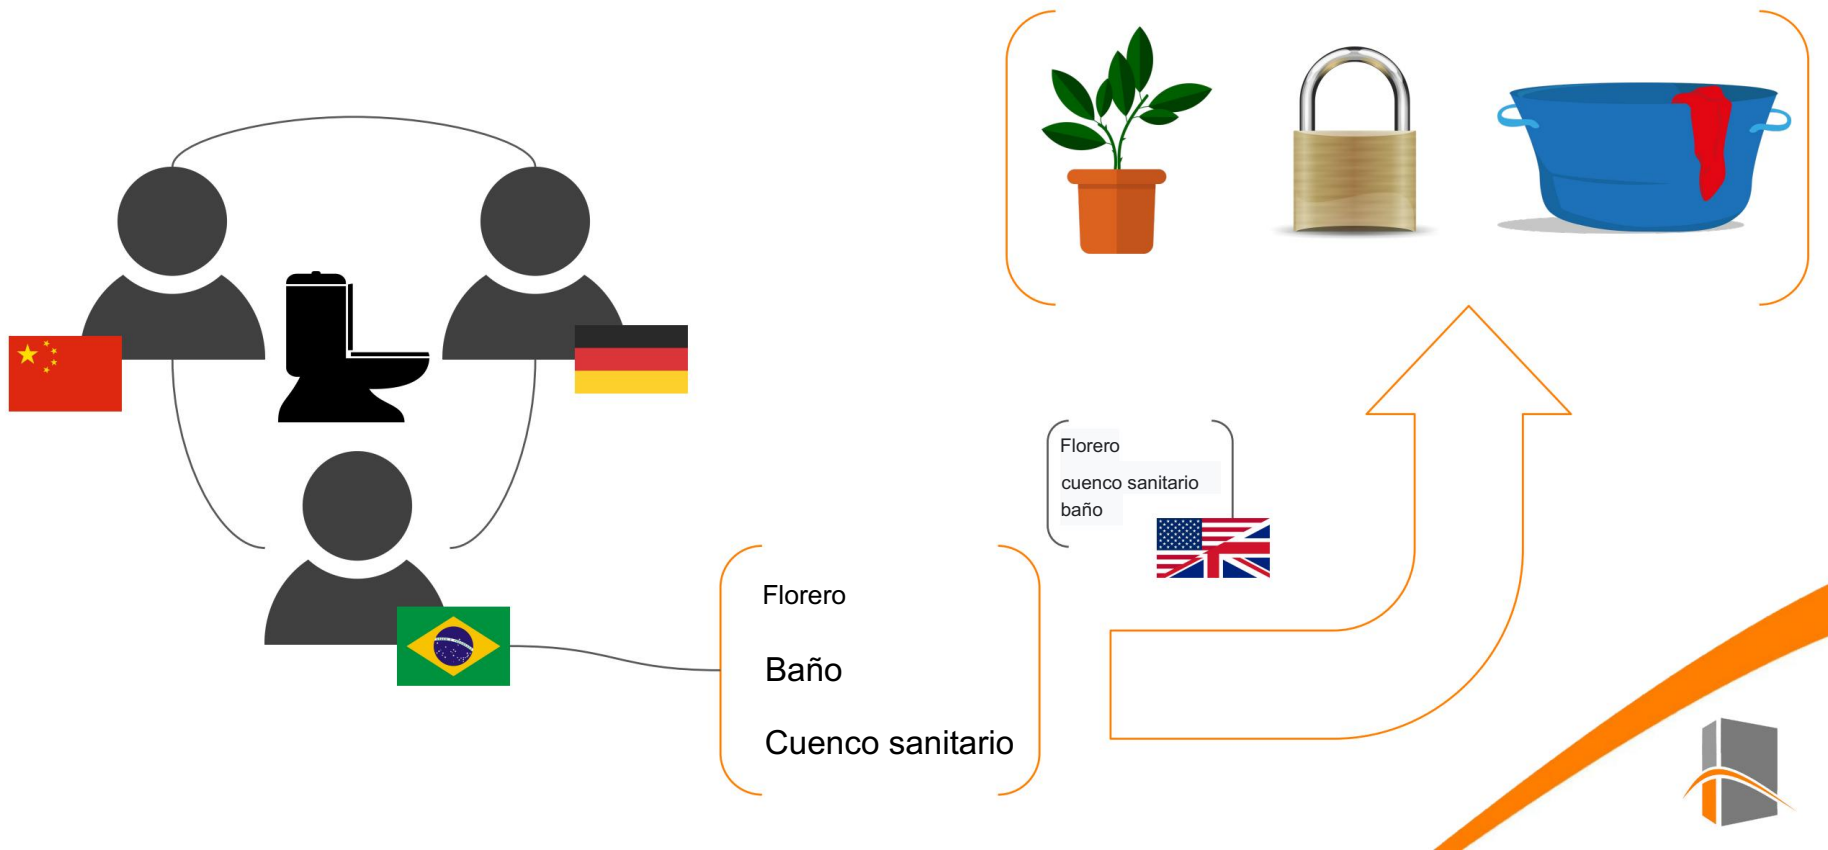 Florero
cuenco sanitario
baño
Florero
Baño
Cuenco sanitario